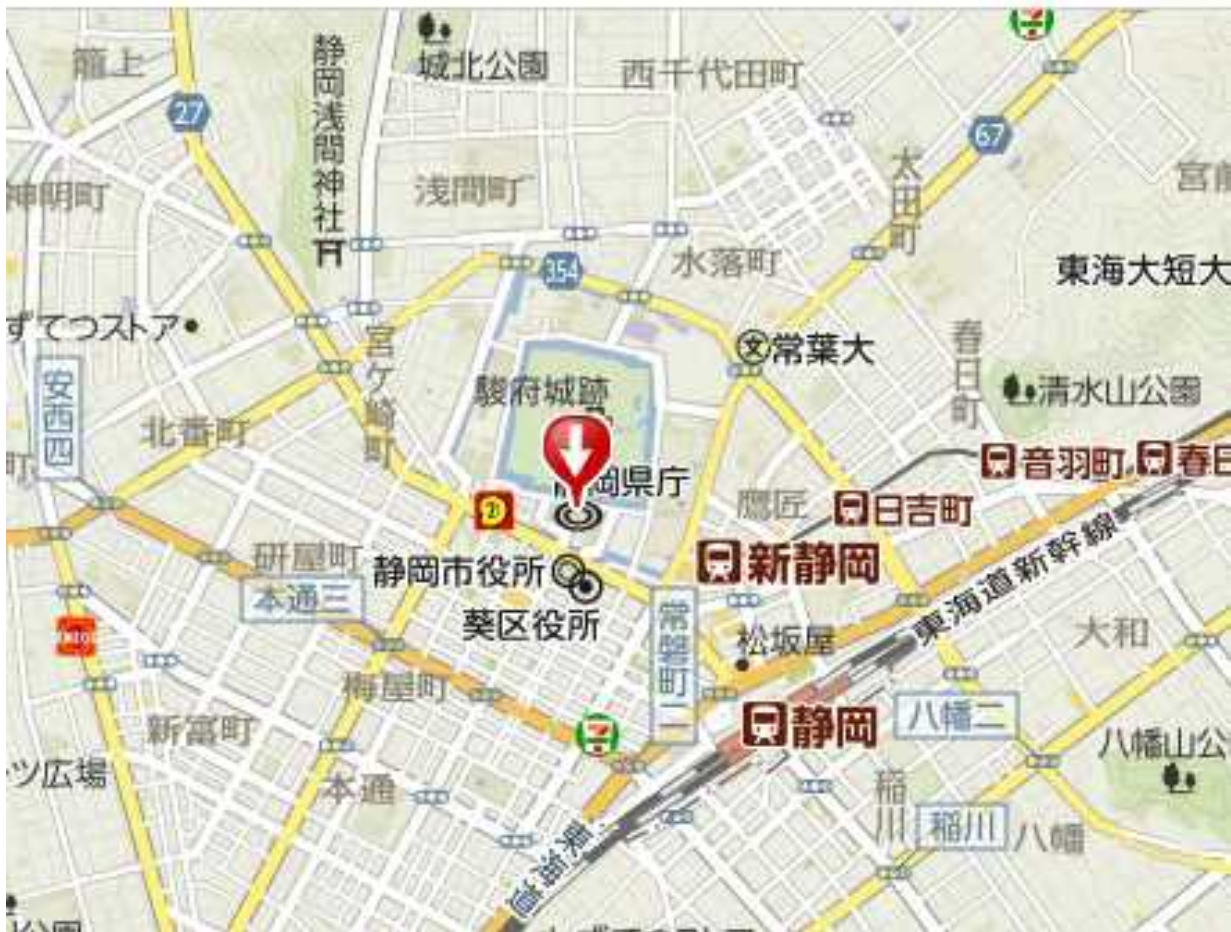 籠上
静岡浅間神社
城北公園
西千代田町
27
67
神明町
浅間町
太田町
354
水落町
東海大短大
ずてつストア
宮ケ崎町
常葉大
春日町
安西四
駿府城跡
清水山公園
北番町
音羽町
春日
岡県庁
鷹匠
日吉町
研屋町
静岡市役所
新静岡
東海道新幹線
本通三
葵区役所
常磐町二
松坂屋
大和
梅屋町
静岡
八幡二
新富町
八幡山公
ツ広場
本通
稲川
稲川
八幡
東海道